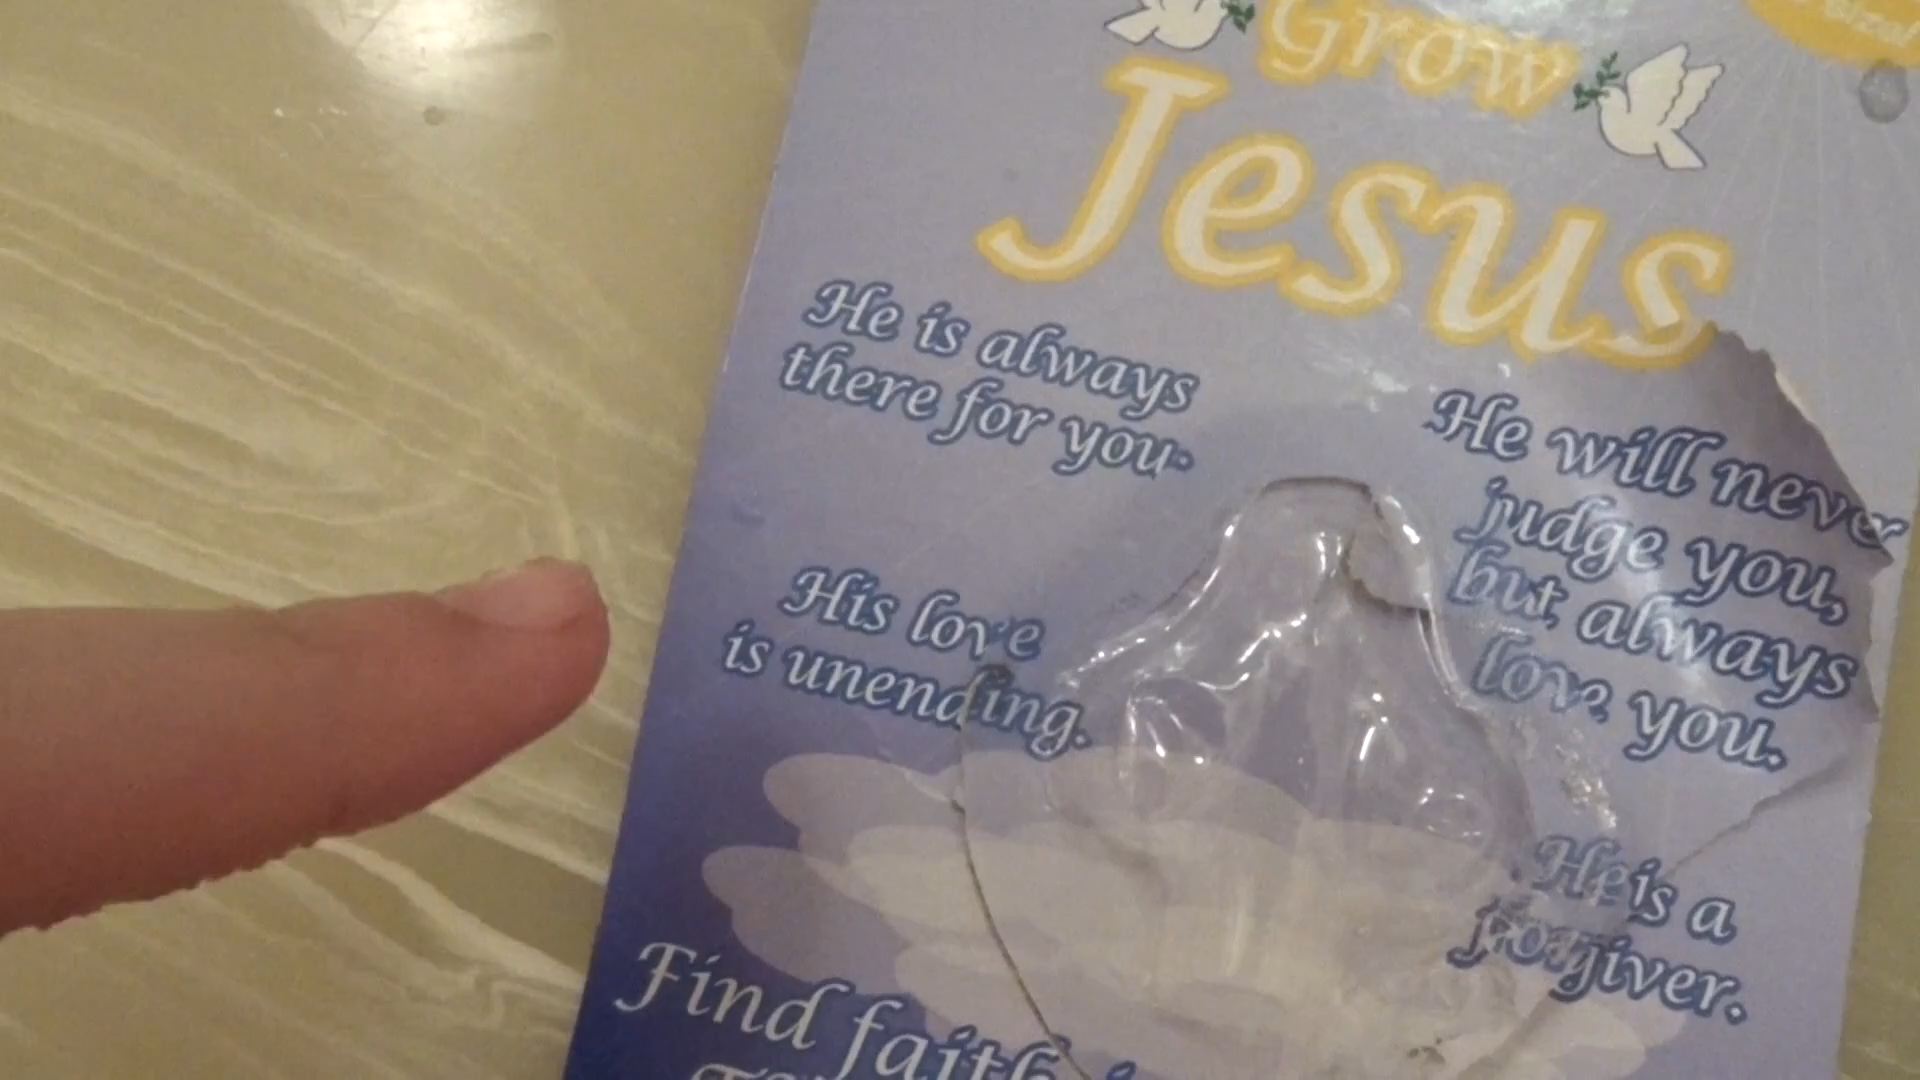 Grow
Jesus
He is always
there for you.
He will never
judge you,
but always
love you.
His love
is unending.
He is a
forgiver.
Find faith